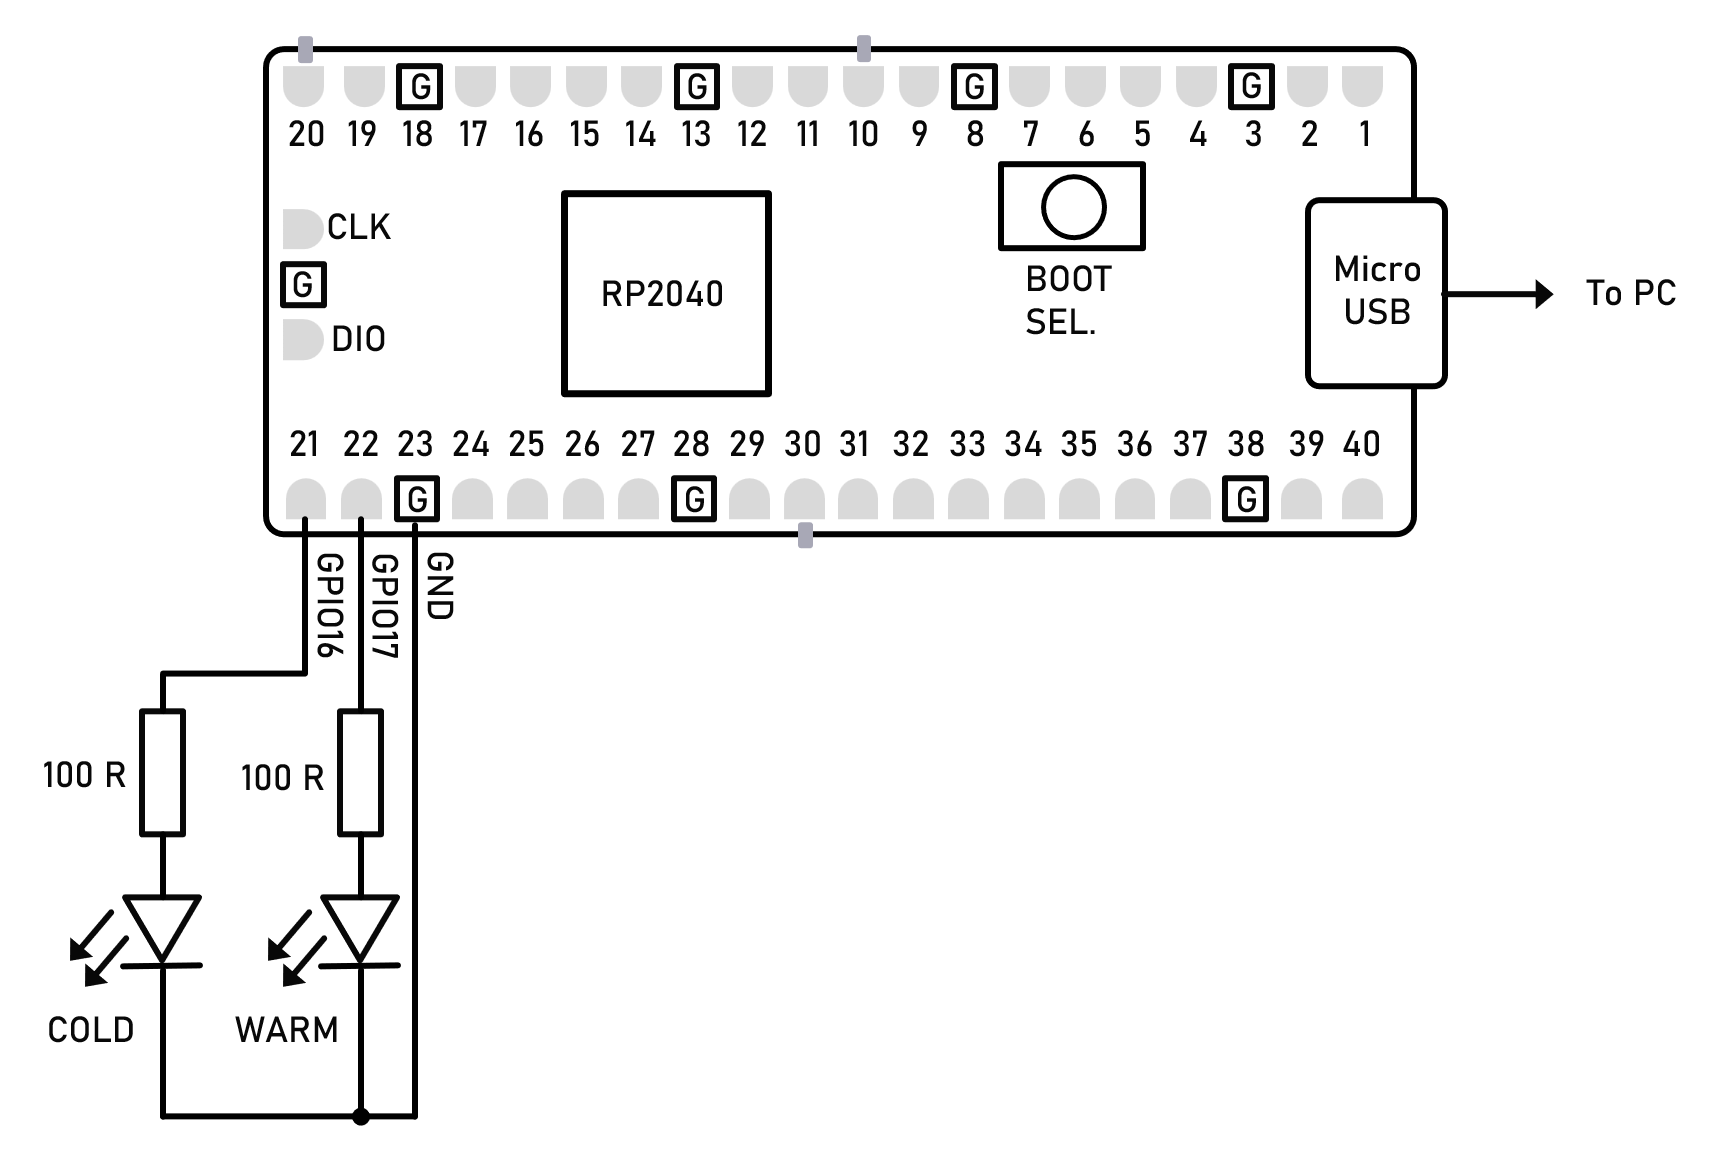 G G G G
20 19 18 17 16 15 14 13 12 11 10 9 8 7 6 5 4 3 2 1
CLK
G
DIO
RP2040
BOOT
SEL.
Micro
USB
To PC
21 22 23 24 25 26 27 28 29 30 31 32 33 34 35 36 37 38 39 40
G G G
GPIO16
GPIO17
GND
100 R
100 R
COLD
WARM